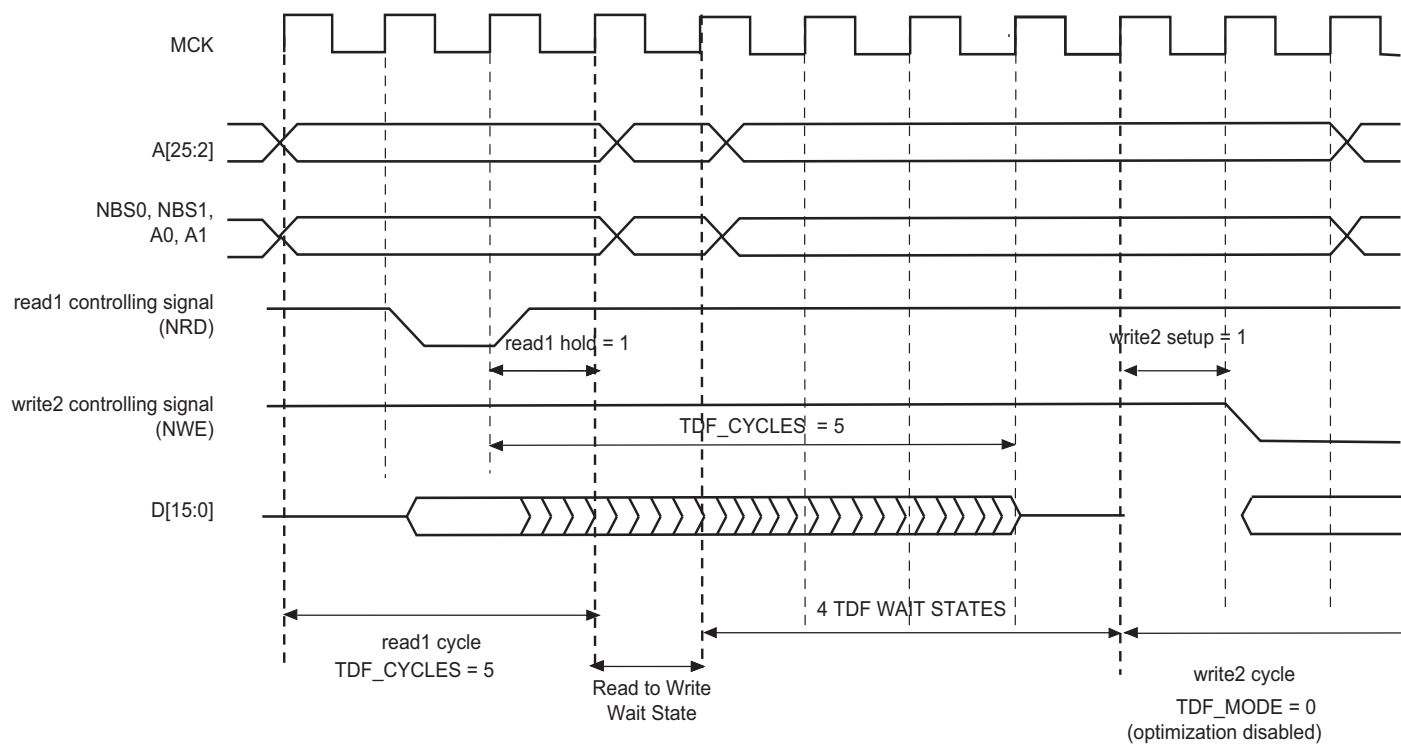 MCK
A[25:2]
NBS0, NBS1,
A0, A1
read1 controlling signal
(NRD)
read1 hold = 1
write2 setup = 1
write2 controlling signal
(NWE)
TDF_CYCLES = 5
D[15:0]
4 TDF WAIT STATES
read1 cycle
TDF_CYCLES = 5
Read to Write
Wait State
write2 cycle
TDF_MODE = 0
(optimization disabled)